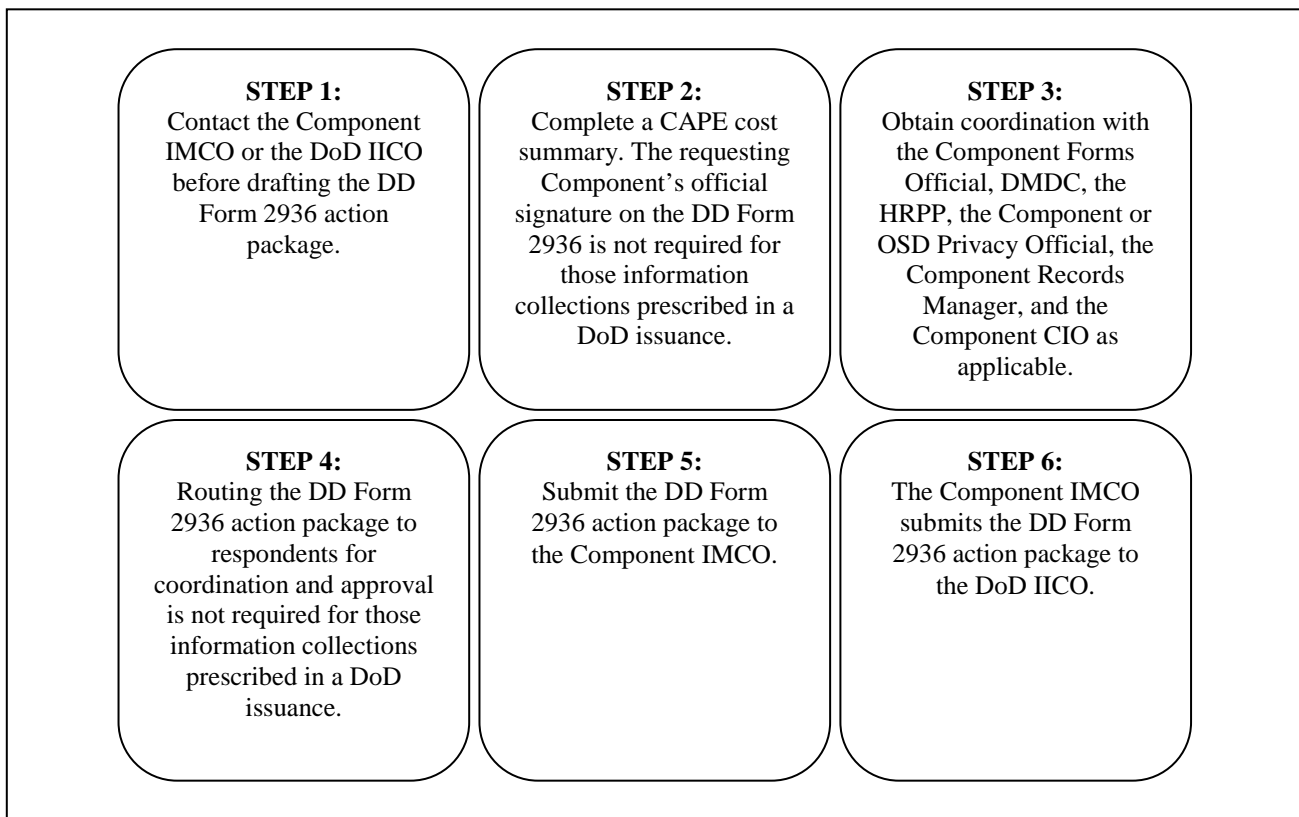 STEP 1:
Contact the Component
IMCO or the DoD IICO
before drafting the DD
Form 2936 action
package.
STEP 2:
Complete a CAPE cost
summary. The requesting
Component’s official
signature on the DD Form
2936 is not required for
those information
collections prescribed in a
DoD issuance.
STEP 3:
Obtain coordination with
the Component Forms
Official, DMDC, the
HRPP, the Component or
OSD Privacy Official, the
Component Records
Manager, and the
Component CIO as
applicable.
STEP 4:
Routing the DD Form
2936 action package to
respondents for
coordination and approval
is not required for those
information collections
prescribed in a DoD
issuance.
STEP 5:
Submit the DD Form
2936 action package to
the Component IMCO.
STEP 6:
The Component IMCO
submits the DD Form
2936 action package to
the DoD IICO.